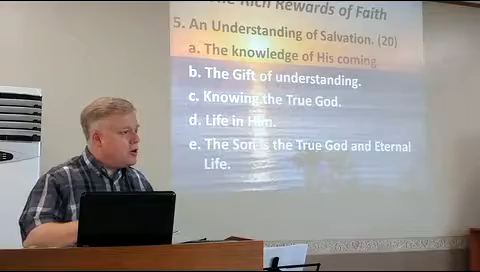 The Rich Rewards of Faith
5. An Understanding of Salvation. (20)
a. The knowledge of His coming.
b. The Gift of understanding.
c. Knowing the True God.
d. Life in Him.
e. The Son is the True God and Eternal
Life.